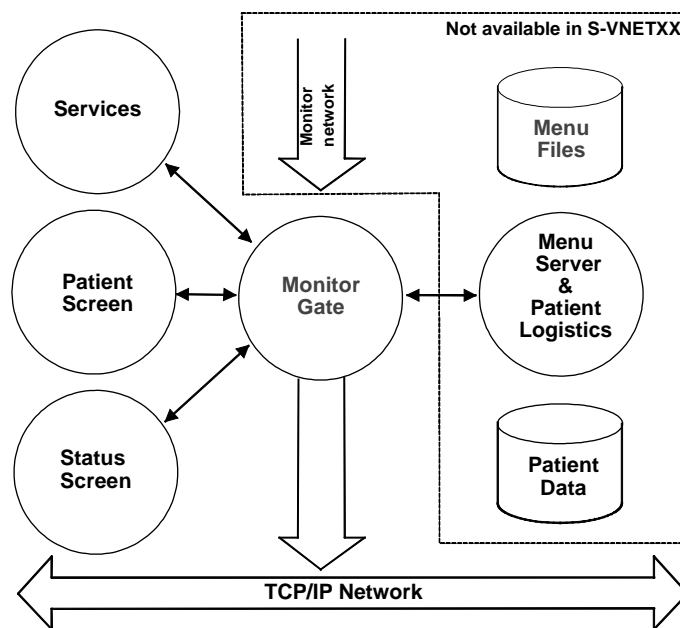 Not available in S-VNETXX
Services
Monitor
network
Menu
Files
Patient
Screen
Monitor
Gate
Menu
Server
&
Patient
Logistics
Status
Screen
Patient
Data
TCP/IP Network